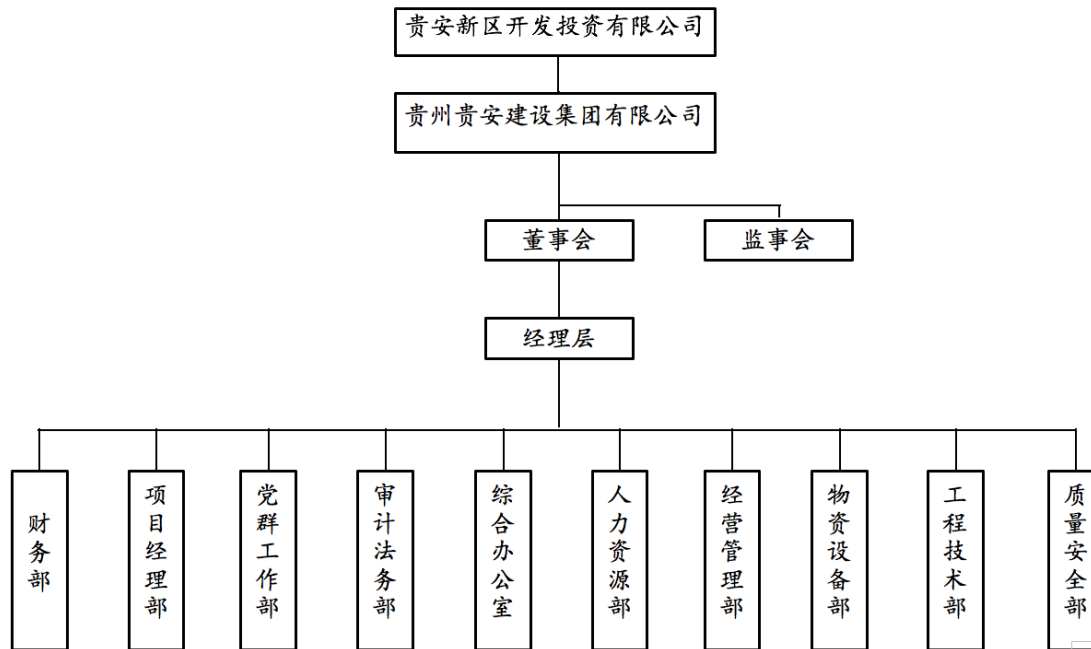 贵安新区开发投资有限公司
贵州贵安建设集团有限公司
董事会
监事会
经理层
财务部
项目经理部
党群工作部
审计法务部
综合办公室
人力资源部
经营管理部
物资设备部
工程技术部
质量安全部